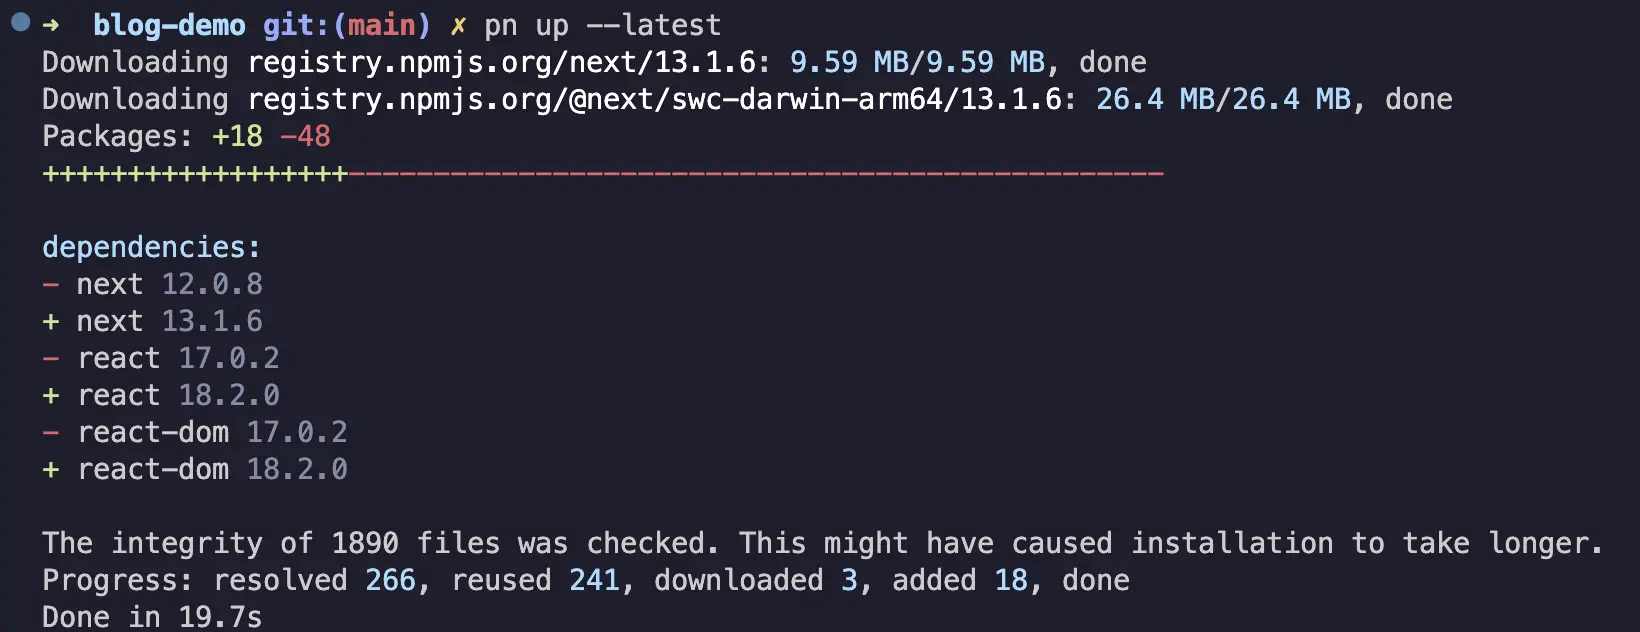 ➜  blog-demo git:(main) ✗ pn up --latest
Downloading registry.npmjs.org/next/13.1.6: 9.59 MB/9.59 MB, done
Downloading registry.npmjs.org/@next/swc-darwin-arm64/13.1.6: 26.4 MB/26.4 MB, done
Packages: +18 -48
++++++++++++++++++------------------------------------------------
dependencies:
- next 12.0.8
+ next 13.1.6
- react 17.0.2
+ react 18.2.0
- react-dom 17.0.2
+ react-dom 18.2.0
The integrity of 1890 files was checked. This might have caused installation to take longer.
Progress: resolved 266, reused 241, downloaded 3, added 18, done
Done in 19.7s